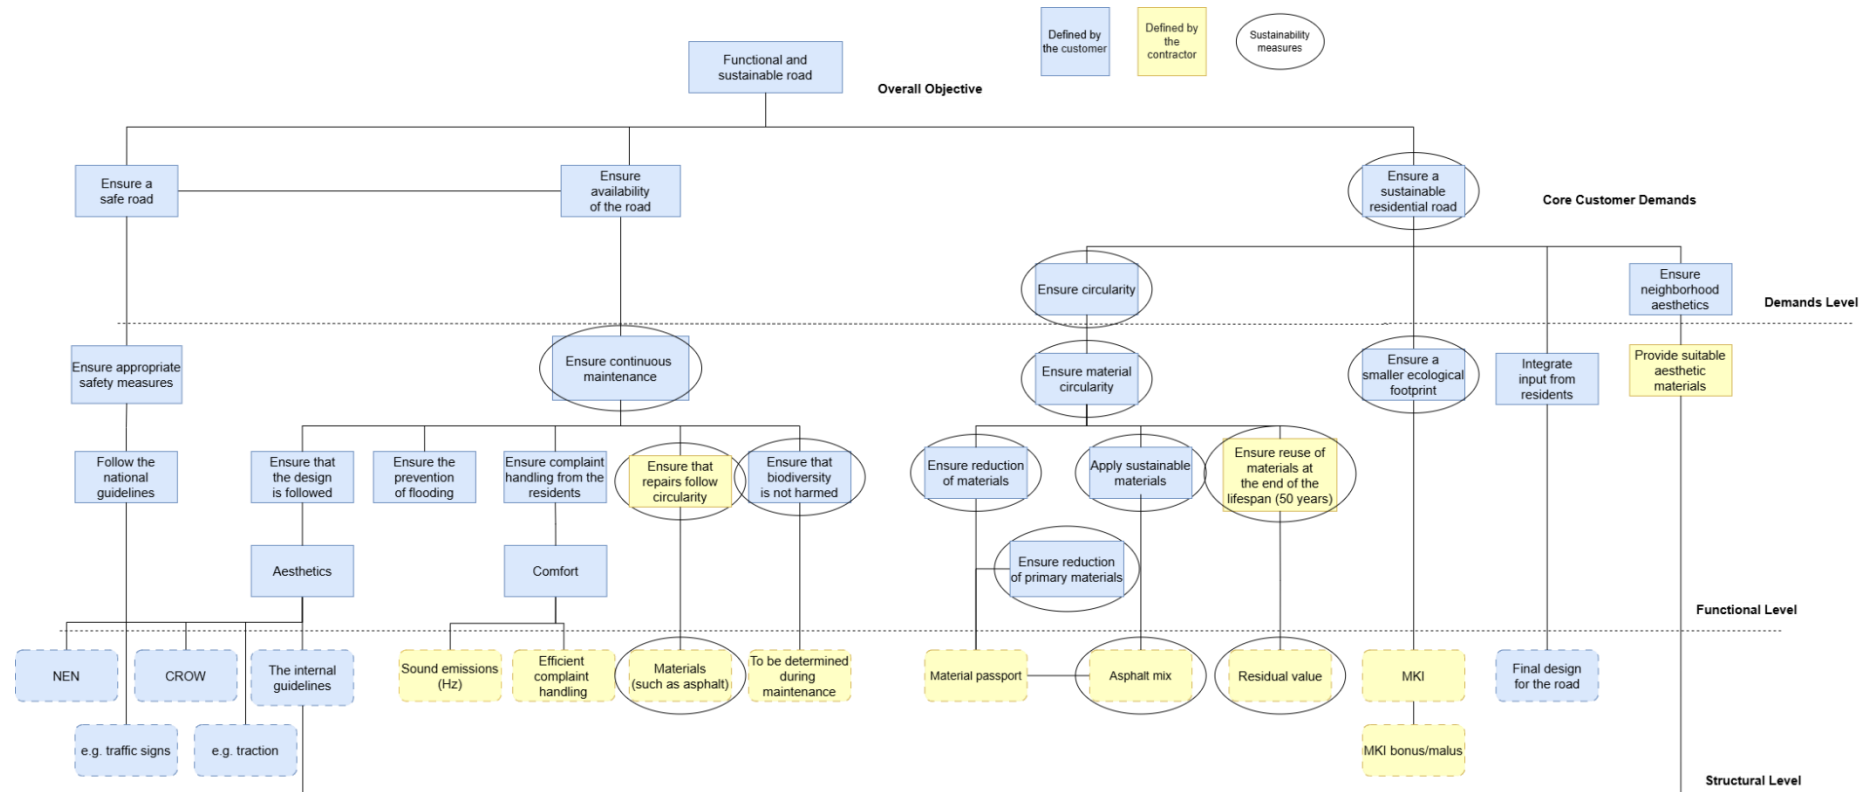 Defined by
the customer
Defined by
the
contractor
Sustainability
measures
Functional and
sustainable road
Overall Objective
Ensure a
safe road
Ensure
availability
of the road
Ensure a
sustainable
residential road
Core Customer Demands
Ensure circularity
Ensure
neighborhood
aesthetics
Demands Level
Ensure appropriate
safety measures
Ensure continuous
maintenance
Ensure material
circularity
Ensure a
smaller ecological
footprint
Integrate
input from
residents
Provide suitable
aesthetic
materials
Follow the
national
guidelines
Ensure that
the design
is followed
Ensure the
prevention
of flooding
Ensure complaint
handling from the
residents
Ensure that
repairs follow
circularity
Ensure that
biodiversity
is not harmed
Ensure reduction
of materials
Apply sustainable
materials
Ensure reuse of
materials at
the end of the
lifespan (50 years)
Aesthetics
Comfort
Ensure reduction
of primary materials
Functional Level
NEN
CROW
The internal
guidelines
Sound emissions
(Hz)
Efficient
complaint
handling
Materials
(such as asphalt)
To be determined
during
maintenance
Material passport
Asphalt mix
Residual value
MKI
Final design
for the road
e.g. traffic signs
e.g. traction
MKI bonus/malus
Structural Level